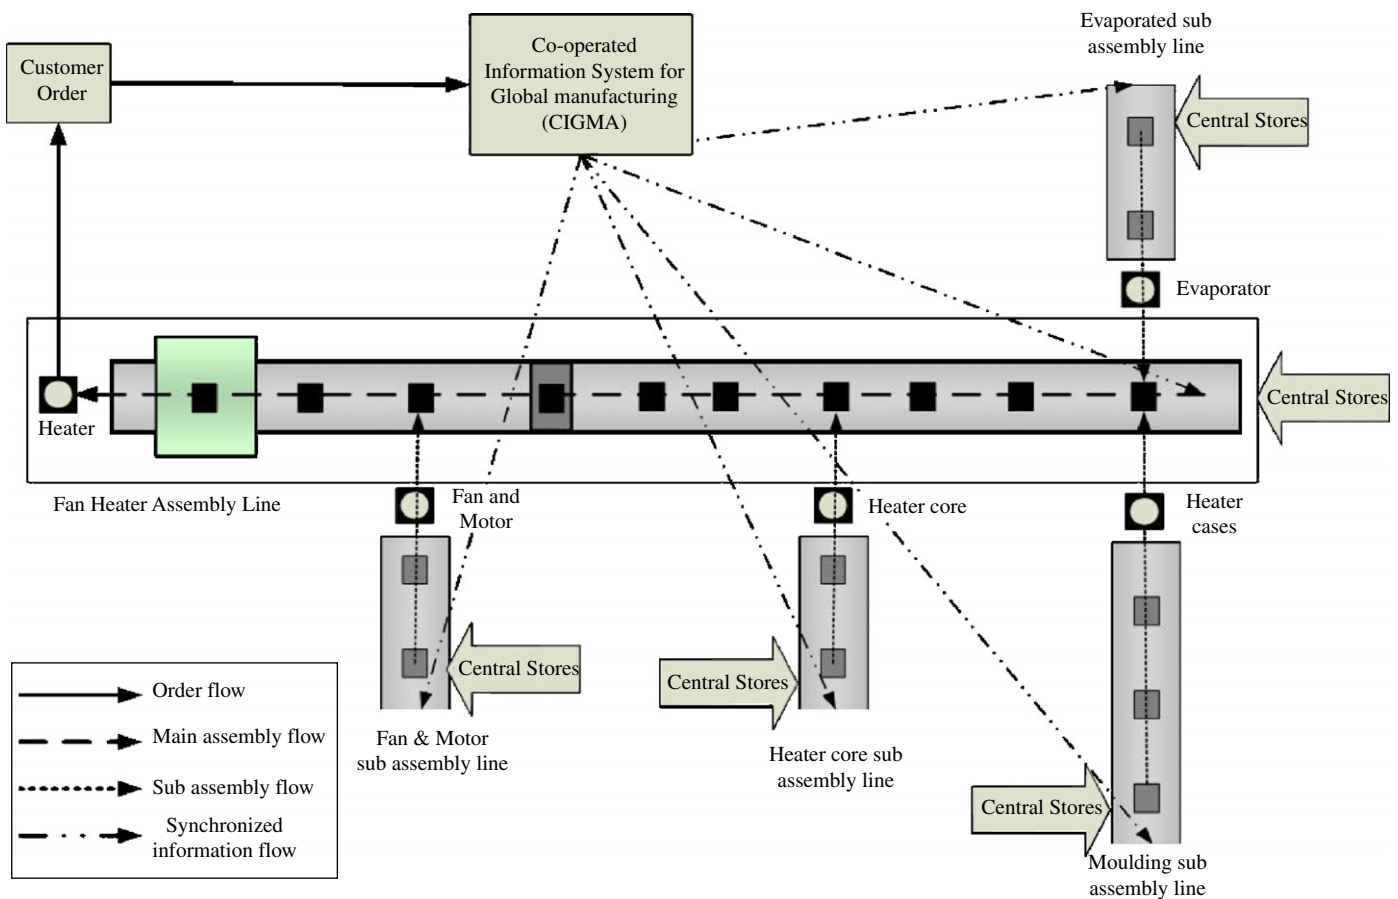 Evaporated sub
assembly line
Customer
Order
Co-operated
Information System for
Global manufacturing
(CIGMA)
Central Stores
Evaporator
Central Stores
Heater
Fan Heater Assembly Line
Fan and
Motor
Heater core
Heater
cases
Central Stores
Central Stores
Order flow
Main assembly flow
Sub assembly flow
Synchronized
information flow
Fan & Motor
sub assembly line
Heater core sub
assembly line
Central Stores
Moulding sub
assembly line